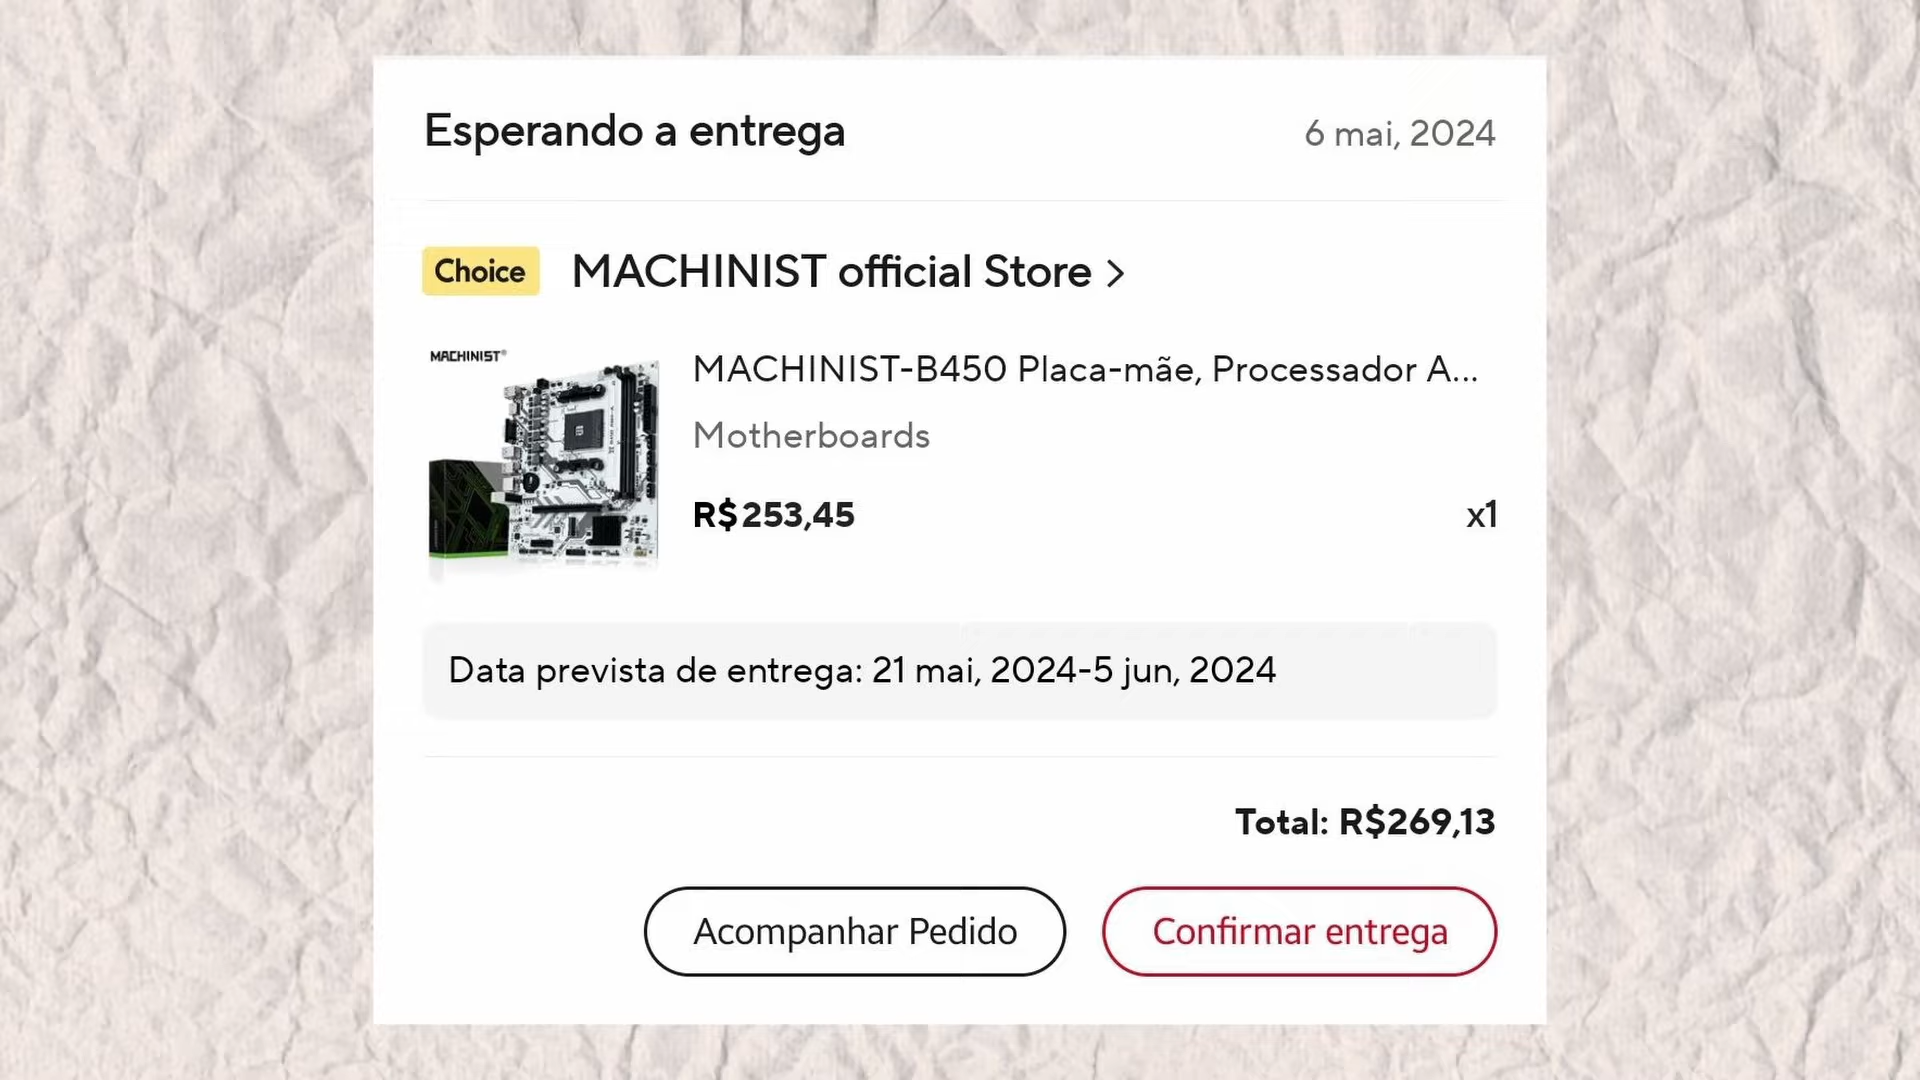 Esperando a entrega
6 mai, 2024
Choice
MACHINIST official Store >
MACHINIST®
MACHINIST-B450 Placa-mãe, Processador A...
Motherboards
R$253,45
x1
Data prevista de entrega: 21 mai, 2024-5 jun, 2024
Total: R$269,13
Acompanhar Pedido
Confirmar entrega